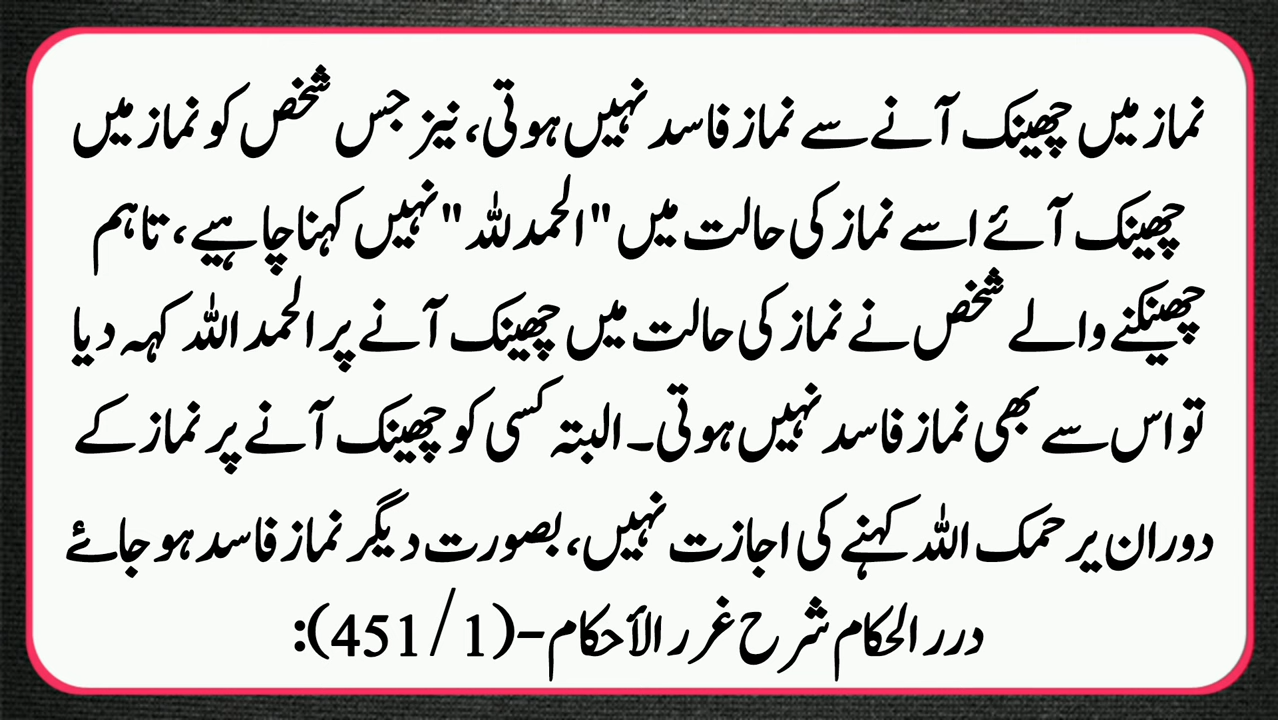 نماز میں چھینک آنے سے نماز فاسد نہیں ہوتی، نیز جس شخص کو نماز میں
چھینک آئے اسے نماز کی حالت میں "الحمد للہ" نہیں کہنا چاہیے، تاہم
چھینکنے والے شخص نے نماز کی حالت میں چھینک آنے پر الحمد اللہ کہہ دیا
تو اس سے بھی نماز فاسد نہیں ہوتی۔ البتہ کسی کو چھینک آنے پر نماز کے
دوران یرحمک اللہ کہنے کی اجازت نہیں، بصورت دیگر نماز فاسد ہو جائے
درر الحکام شرح غرر الأحکام-(1/451):